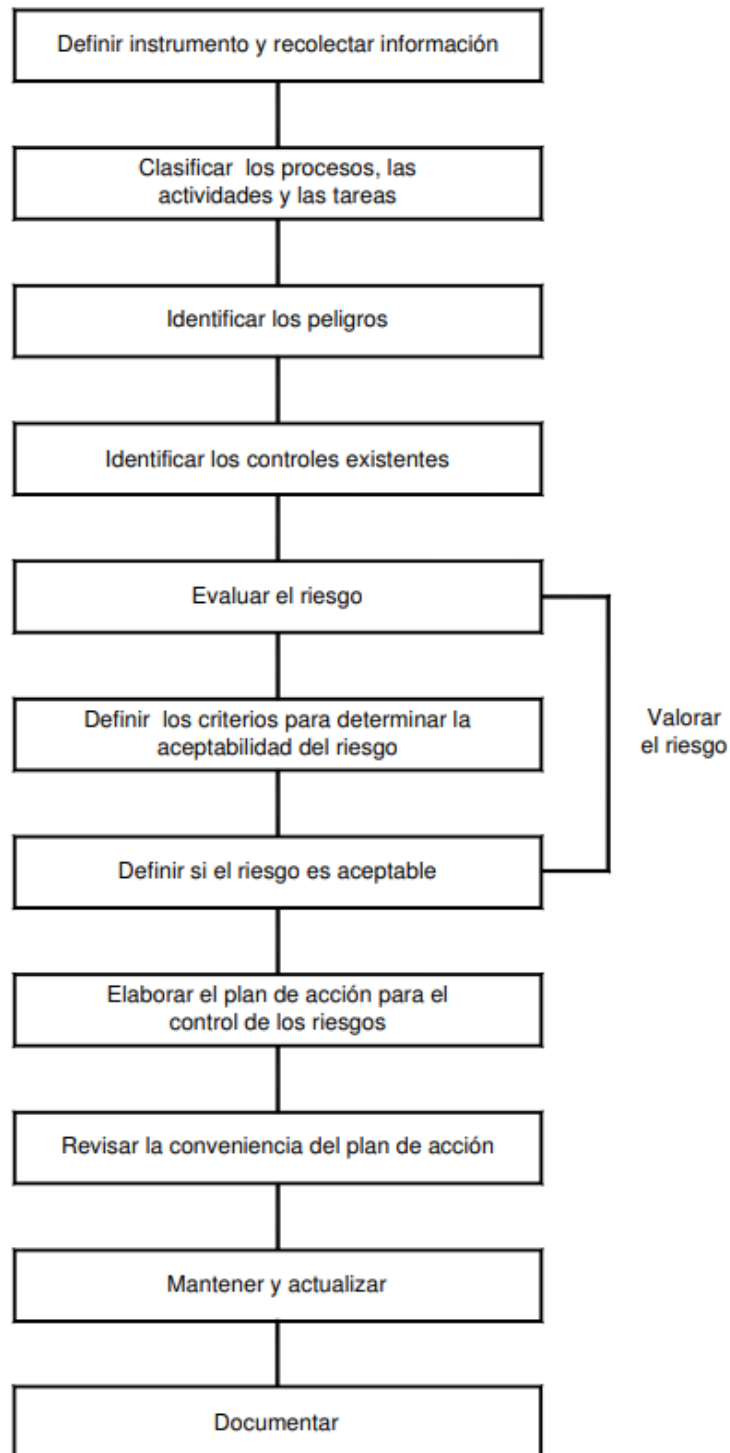 Definir instrumento y recolectar información
Clasificar los procesos, las
actividades y las tareas
Identificar los peligros
Identificar los controles existentes
Evaluar el riesgo
Definir los criterios para determinar la
aceptabilidad del riesgo
Valorar
el riesgo
Definir si el riesgo es aceptable
Elaborar el plan de acción para el
control de los riesgos
Revisar la conveniencia del plan de acción
Mantener y actualizar
Documentar